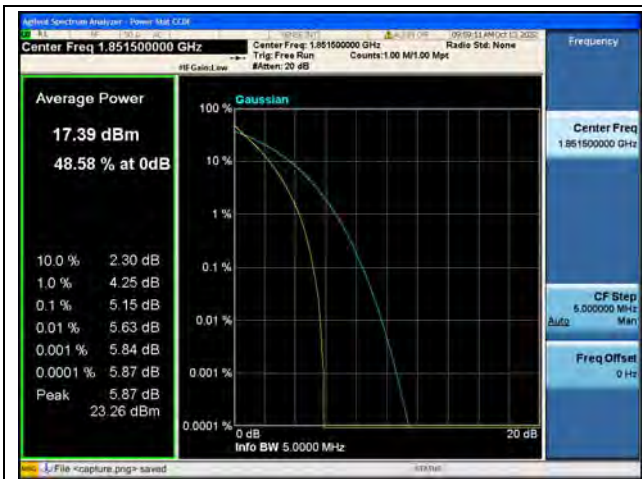 Agilent Spectrum Analyzer - Power Stat CCDF
Center Freq 1.851500000 GHz
Center Freq: 1.851500000 GHz
Radio Std: None
Trig: Free Run
Counts:1.00 M/1.00 Mpt
#IFGain:Low
#Atten: 20 dB
Frequency
Average Power
17.39 dBm
48.58 % at 0dB
10.0 % 2.30 dB
1.0 % 4.25 dB
0.1 % 5.15 dB
0.01 % 5.63 dB
0.001 % 5.84 dB
0.0001 % 5.87 dB
Peak 5.87 dB
23.26 dBm
Gaussian
100 %
10 %
1 %
0.1 %
0.01 %
0.001 %
0.0001 %
0 dB
20 dB
Info BW 5.0000 MHz
Center Freq
1.851500000 GHz
CF Step
5.000000 MHz
Auto Man
Freq Offset
0 Hz
MSG
File <capture.png> saved
STATUS